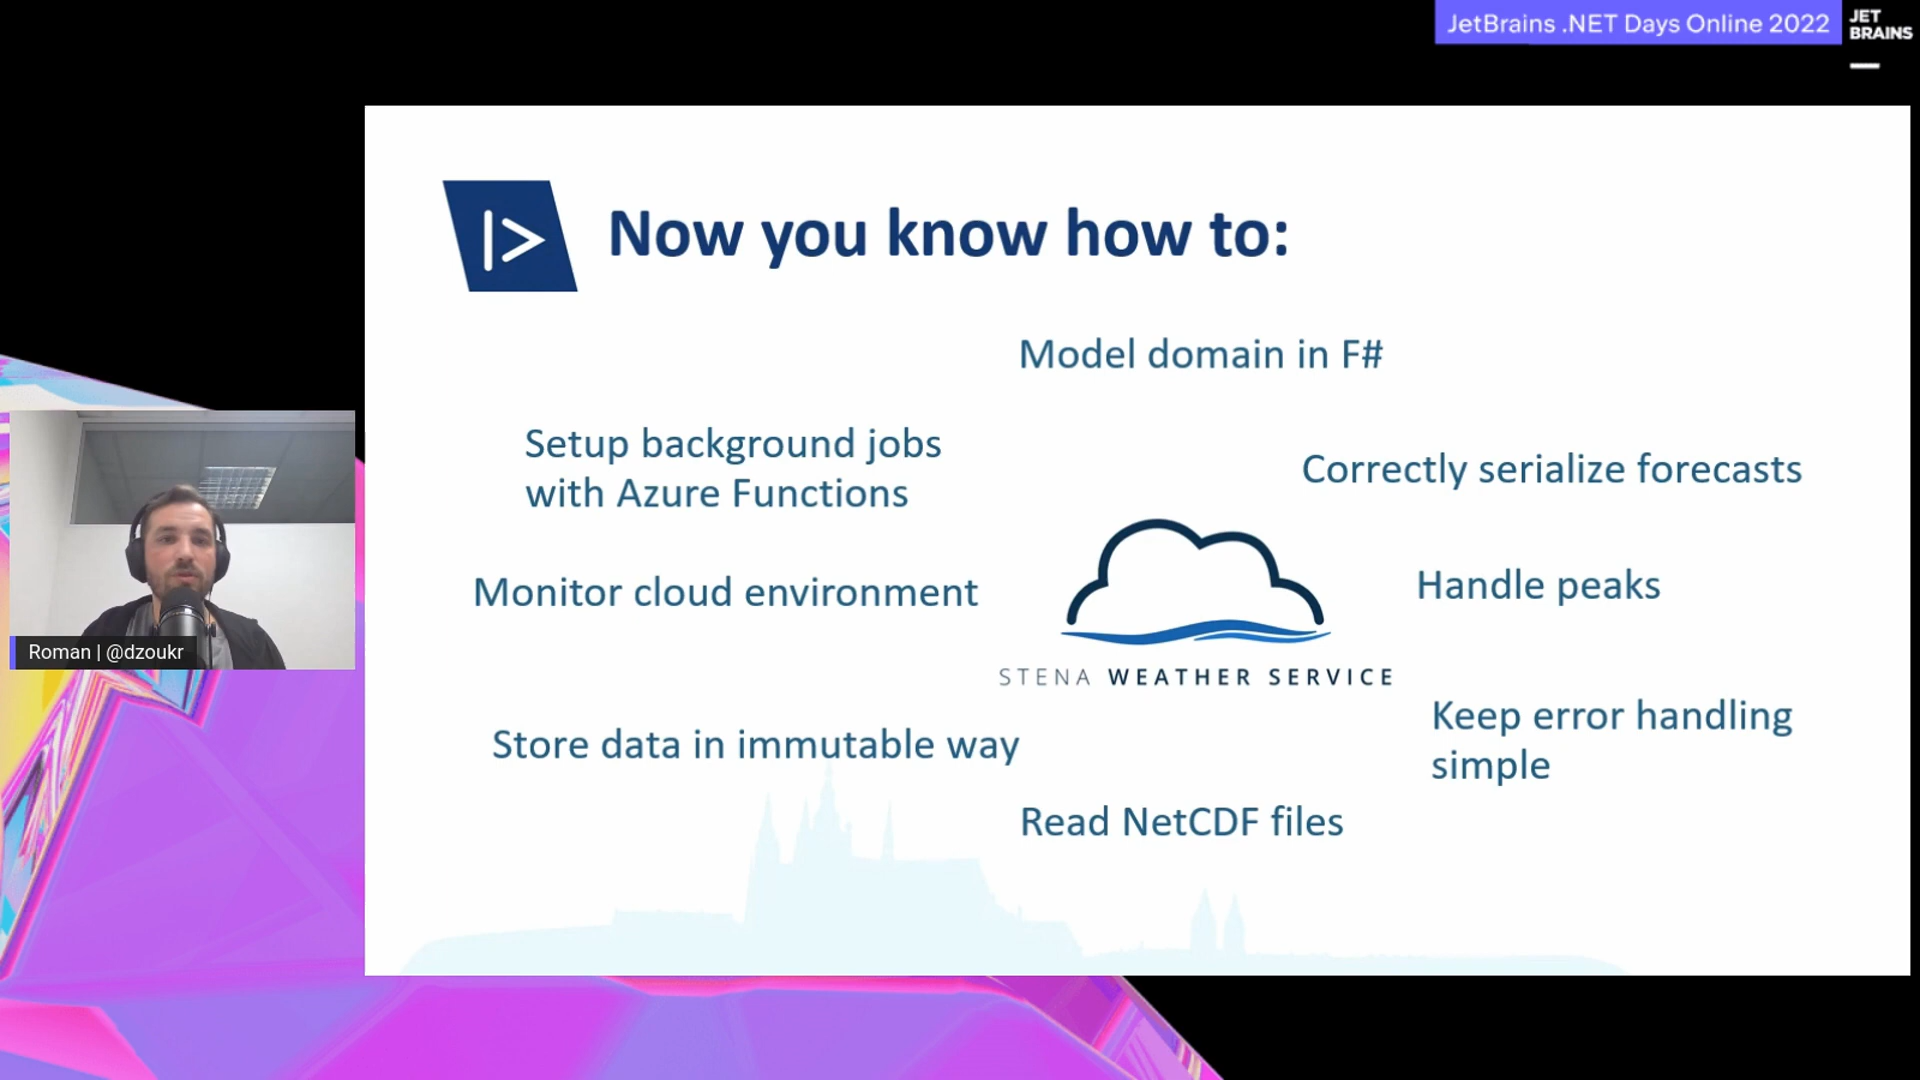 JetBrains .NET Days Online 2022
JET
BRAINS
|> Now you know how to:
Model domain in F#
Setup background jobs
with Azure Functions
Correctly serialize forecasts
Monitor cloud environment
Handle peaks
STENA WEATHER SERVICE
Keep error handling
simple
Store data in immutable way
Read NetCDF files
Roman | @dzoukr